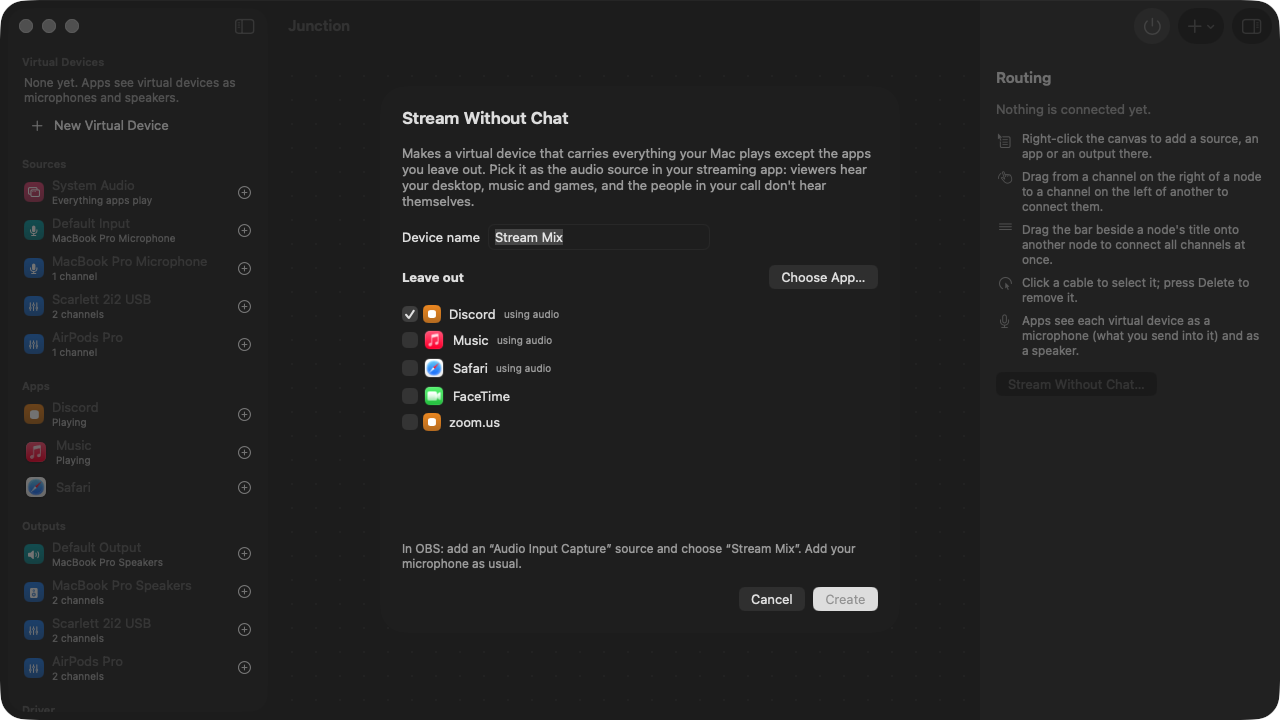 Junction
Virtual Devices
None yet. Apps see virtual devices as
microphones and speakers.
New Virtual Device
Sources
System Audio
Everything apps play
Default Input
MacBook Pro Microphone
MacBook Pro Microphone
1 channel
Scarlett 2i2 USB
2 channels
AirPods Pro
1 channel
Apps
Discord
Playing
Music
Playing
Safari
Outputs
Default Output
MacBook Pro Speakers
MacBook Pro Speakers
2 channels
Scarlett 2i2 USB
2 channels
AirPods Pro
2 channels
Driver
Stream Without Chat
Makes a virtual device that carries everything your Mac plays except the apps
you leave out. Pick it as the audio source in your streaming app: viewers hear
your desktop, music and games, and the people in your call don't hear
themselves.
Device name Stream Mix
Leave out Choose App...
Discord using audio
Music using audio
Safari using audio
FaceTime
zoom.us
In OBS: add an “Audio Input Capture” source and choose “Stream Mix”. Add your
microphone as usual.
Cancel Create
Routing
Nothing is connected yet.
Right-click the canvas to add a source, an
app or an output there.
Drag from a channel on the right of a node
to a channel on the left of another to
connect them.
Drag the bar beside a node's title onto
another node to connect all channels at
once.
Click a cable to select it; press Delete to
remove it.
Apps see each virtual device as a
microphone (what you send into it) and as
a speaker.
Stream Without Chat...